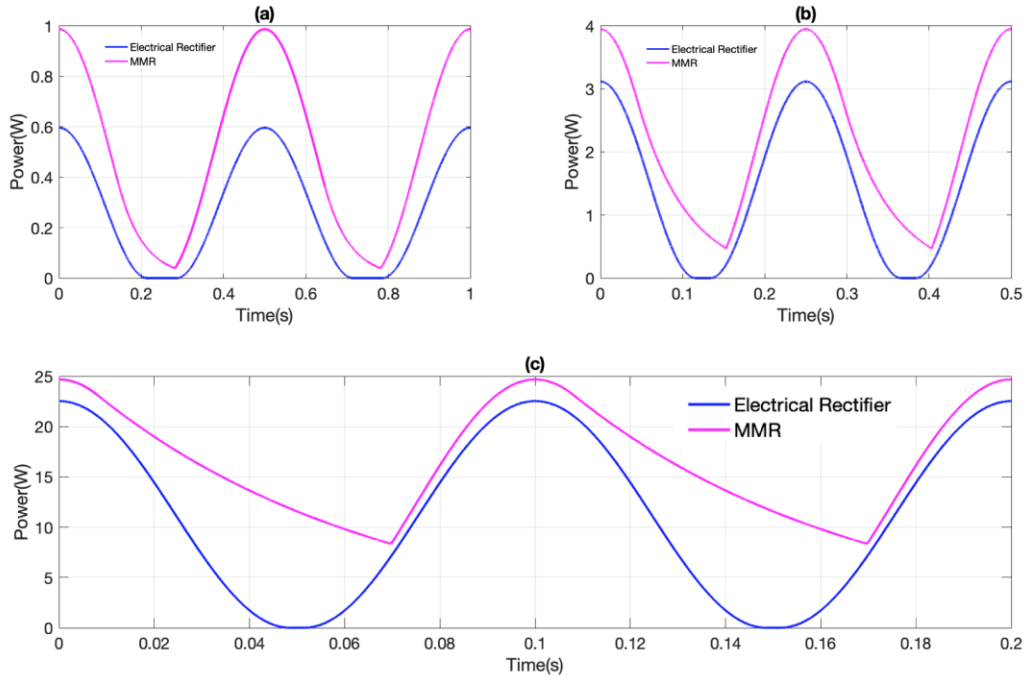 (a)
1
0.8
0.6
0.4
0.2
0
Power(W)
Electrical Rectifier
MMR
0 0.2 0.4 0.6 0.8 1
Time(s)
(b)
4
3
2
1
0
Power(W)
Electrical Rectifier
MMR
0 0.1 0.2 0.3 0.4 0.5
Time(s)
(c)
25
20
15
10
5
0
Power(W)
Electrical Rectifier
MMR
0 0.02 0.04 0.06 0.08 0.1 0.12 0.14 0.16 0.18 0.2
Time(s)